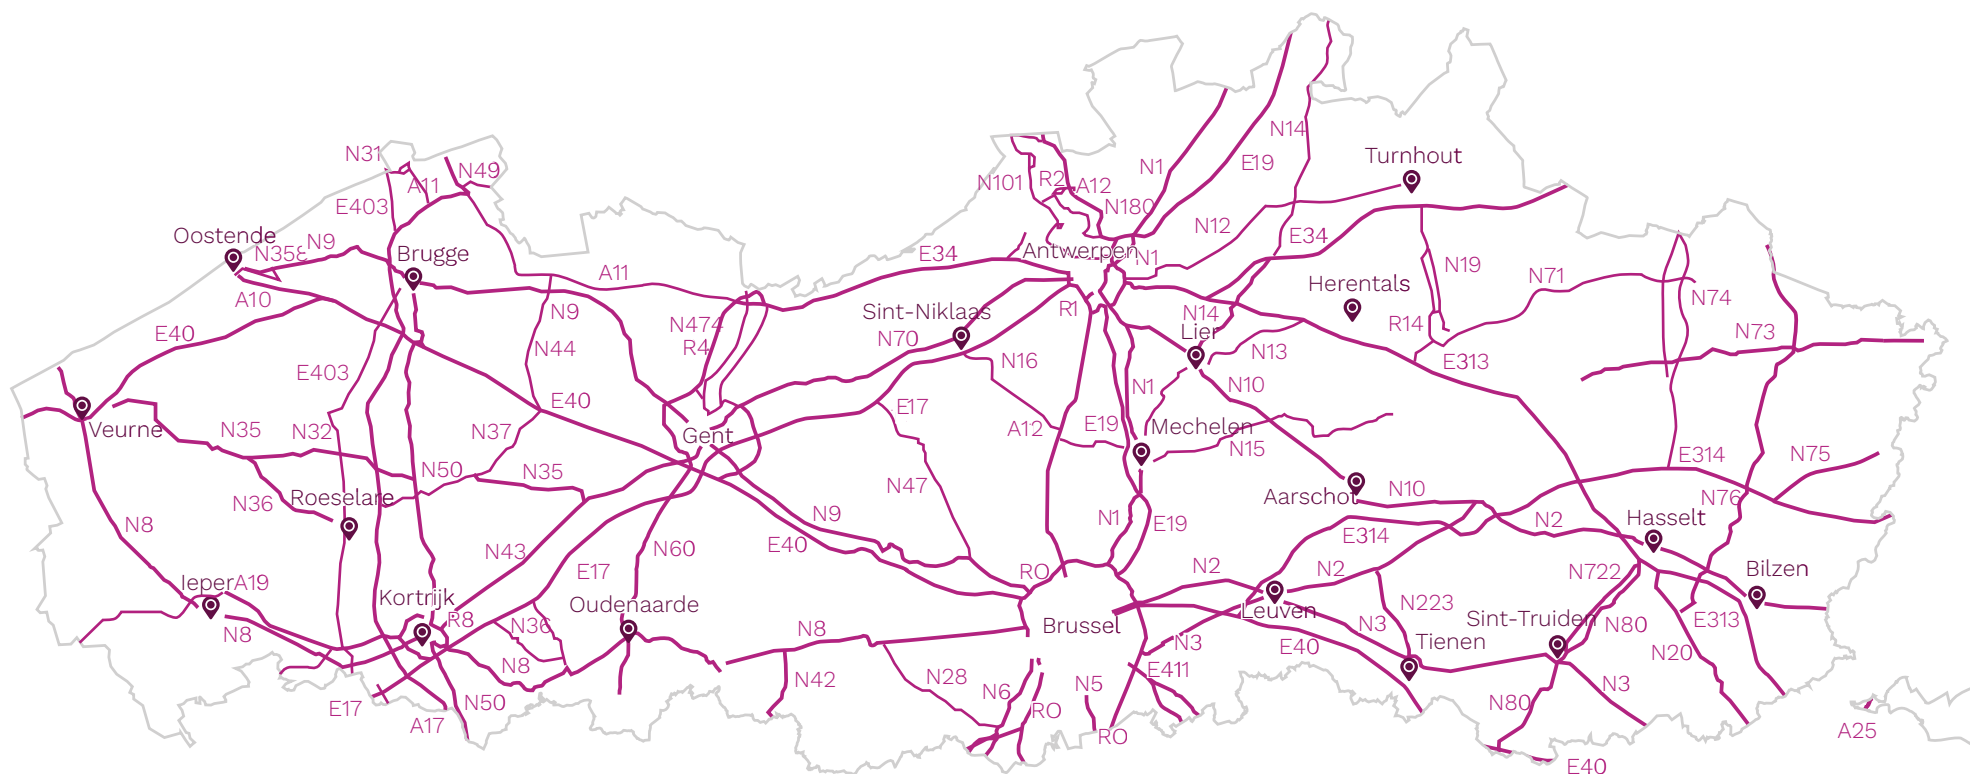 N14
N1
N31
Turnhout
E19
N49
N101
R2
A12
A11
E403
N180
N12
Oostende
N9
E34
N358
Brugge
E34
Antwerpen
N1
N19
A11
N71
Herentals
A10
N74
N9
Sint-Niklaas
R1
N14
N474
R14
E40
N70
Lier
N73
R4
N44
N13
N16
E313
E403
N1
N10
E40
E17
E19
Mechelen
Veurne
N35
N32
N37
Gent
A12
N15
E314
N75
N50
N35
N47
N10
Roeselare
Aarschot
N76
N36
N9
N1
E19
N2
Hasselt
N8
E314
N43
N60
E40
E17
RO
N2
N2
N722
Bilzen
Ieper
A19
Kortrijk
Oudenaarde
N223
Leuven
R8
N36
Brussel
N3
Sint-Truiden
N80
E313
N8
N8
N3
Tienen
E40
N20
N8
E411
N42
N28
N5
N3
N6
E17
N50
RO
N80
A17
RO
A25
E40